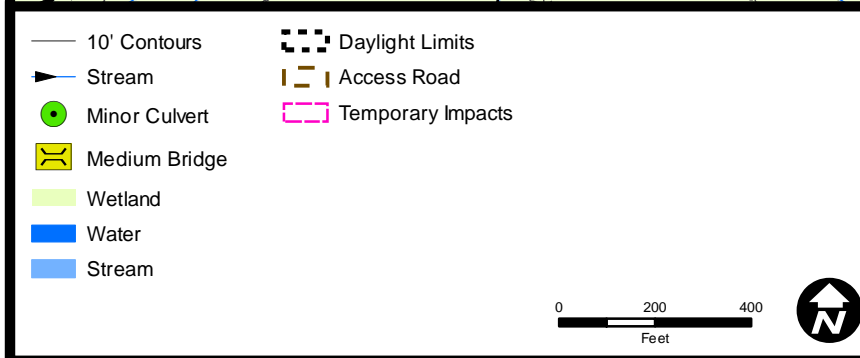 10' Contours
Stream
Minor Culvert
Medium Bridge
Wetland
Water
Stream
Daylight Limits
Access Road
Temporary Impacts
0 200 400
Feet
N